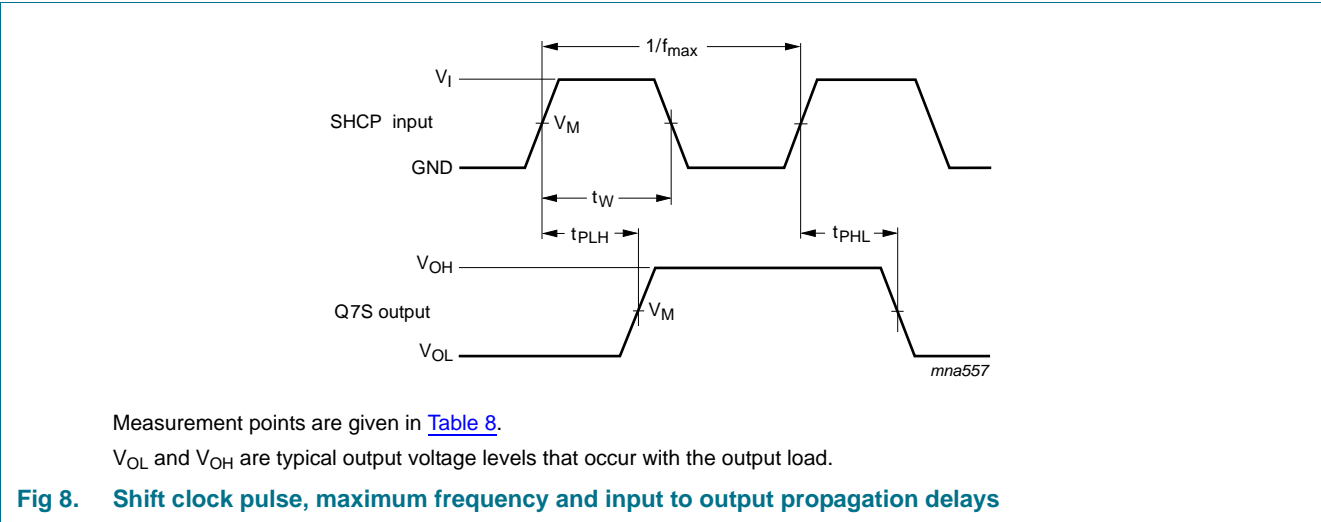 1/fmax
VI
SHCP input
VM
GND
tW
tPLH
tPHL
VOH
Q7S output
VM
VOL
mna557
Measurement points are given in Table 8.
VOL and VOH are typical output voltage levels that occur with the output load.
Fig 8. Shift clock pulse, maximum frequency and input to output propagation delays